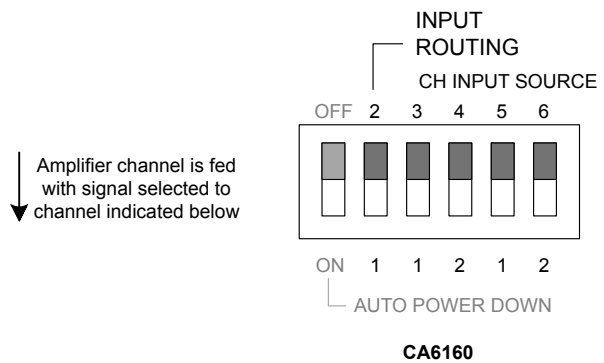 INPUT
ROUTING
CH INPUT SOURCE
OFF 2 3 4 5 6
Amplifier channel is fed
with signal selected to
channel indicated below
ON 1 1 2 1 2
AUTO POWER DOWN
CA6160